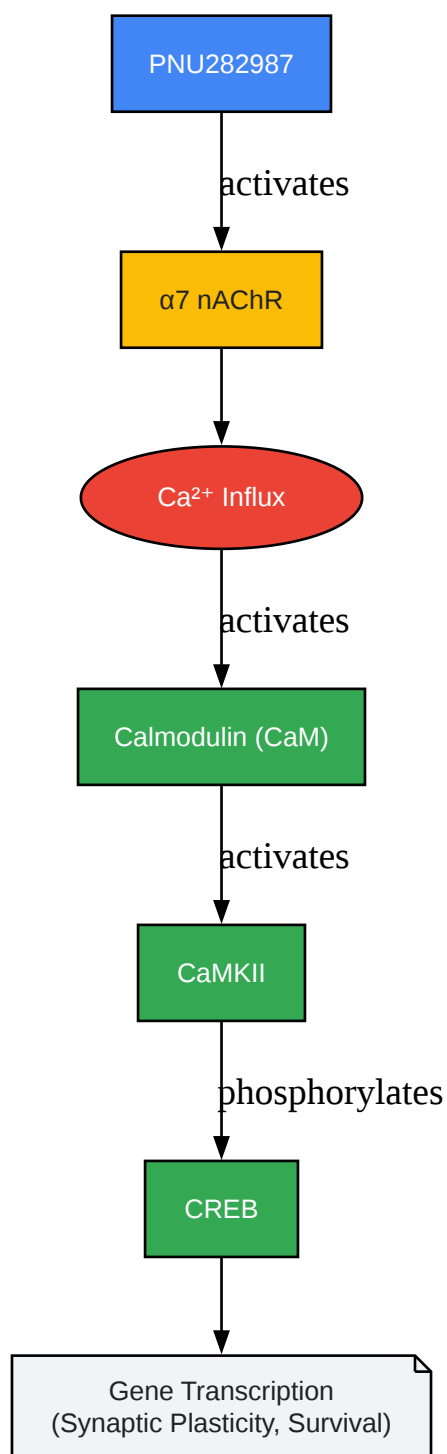 PNU282987
activates
α7 nAChR
Ca²⁺ Influx
activates
Calmodulin (CaM)
activates
CaMKII
phosphorylates
CREB
Gene Transcription
(Synaptic Plasticity, Survival)